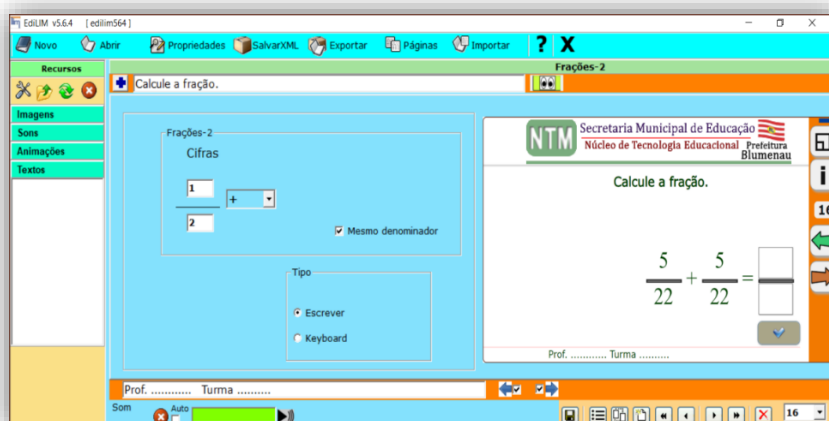 EdiLIM v5.6.4 [ edilim564 ]
Novo Abrir Propriedades SalvarXML Exportar Páginas Importar ? X
Recursos
Frações-2
Calcule a fração.
Imagens
Sons
Animações
Textos
Frações-2
Cifras
1
+
2
Mesmo denominador
Tipo
Escrever
Keyboard
NTM
Secretaria Municipal de Educação
Núcleo de Tecnologia Educacional
Prefeitura
Blumenau
Calcule a fração.
5 5
+ =
22 22
Prof. ............ Turma ..........
i
16
Prof. ............ Turma ..........
Som
Auto
16